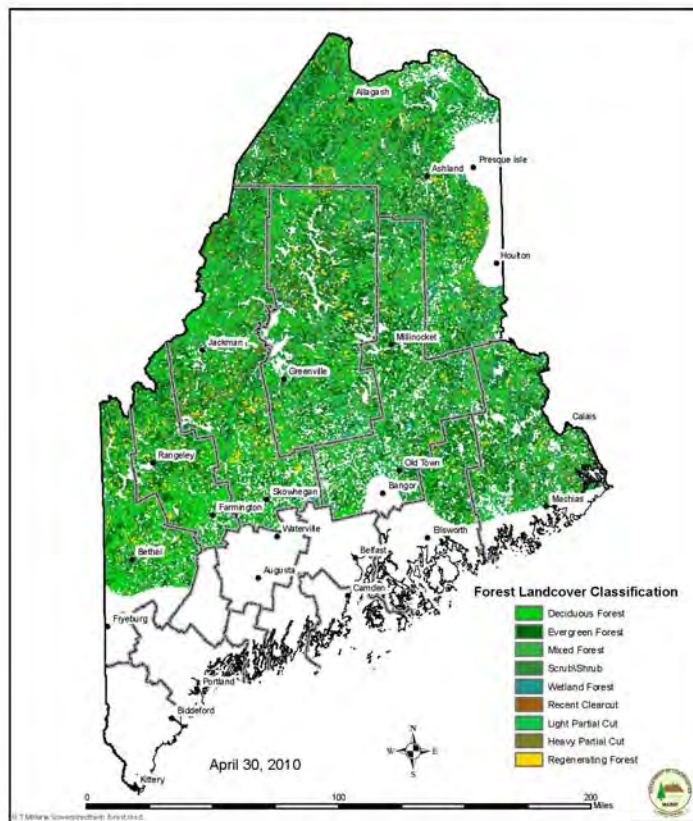 Allagash
Presque Isle
Ashland
Houlton
Jackman
Millinocket
Greenville
Calais
Rangeley
Old Town
Skowhegan
Bangor
Machias
Farmington
Waterville
Ellsworth
Bethel
Belfast
Augusta
Camden
Fryeburg
Portland
Biddeford
Kittery
Forest Landcover Classification
Deciduous Forest
Evergreen Forest
Mixed Forest
Scrub\Shrub
Wetland Forest
Recent Clearcut
Light Partial Cut
Heavy Partial Cut
Regenerating Forest
April 30, 2010
N
W E
S
0 100 200
Miles